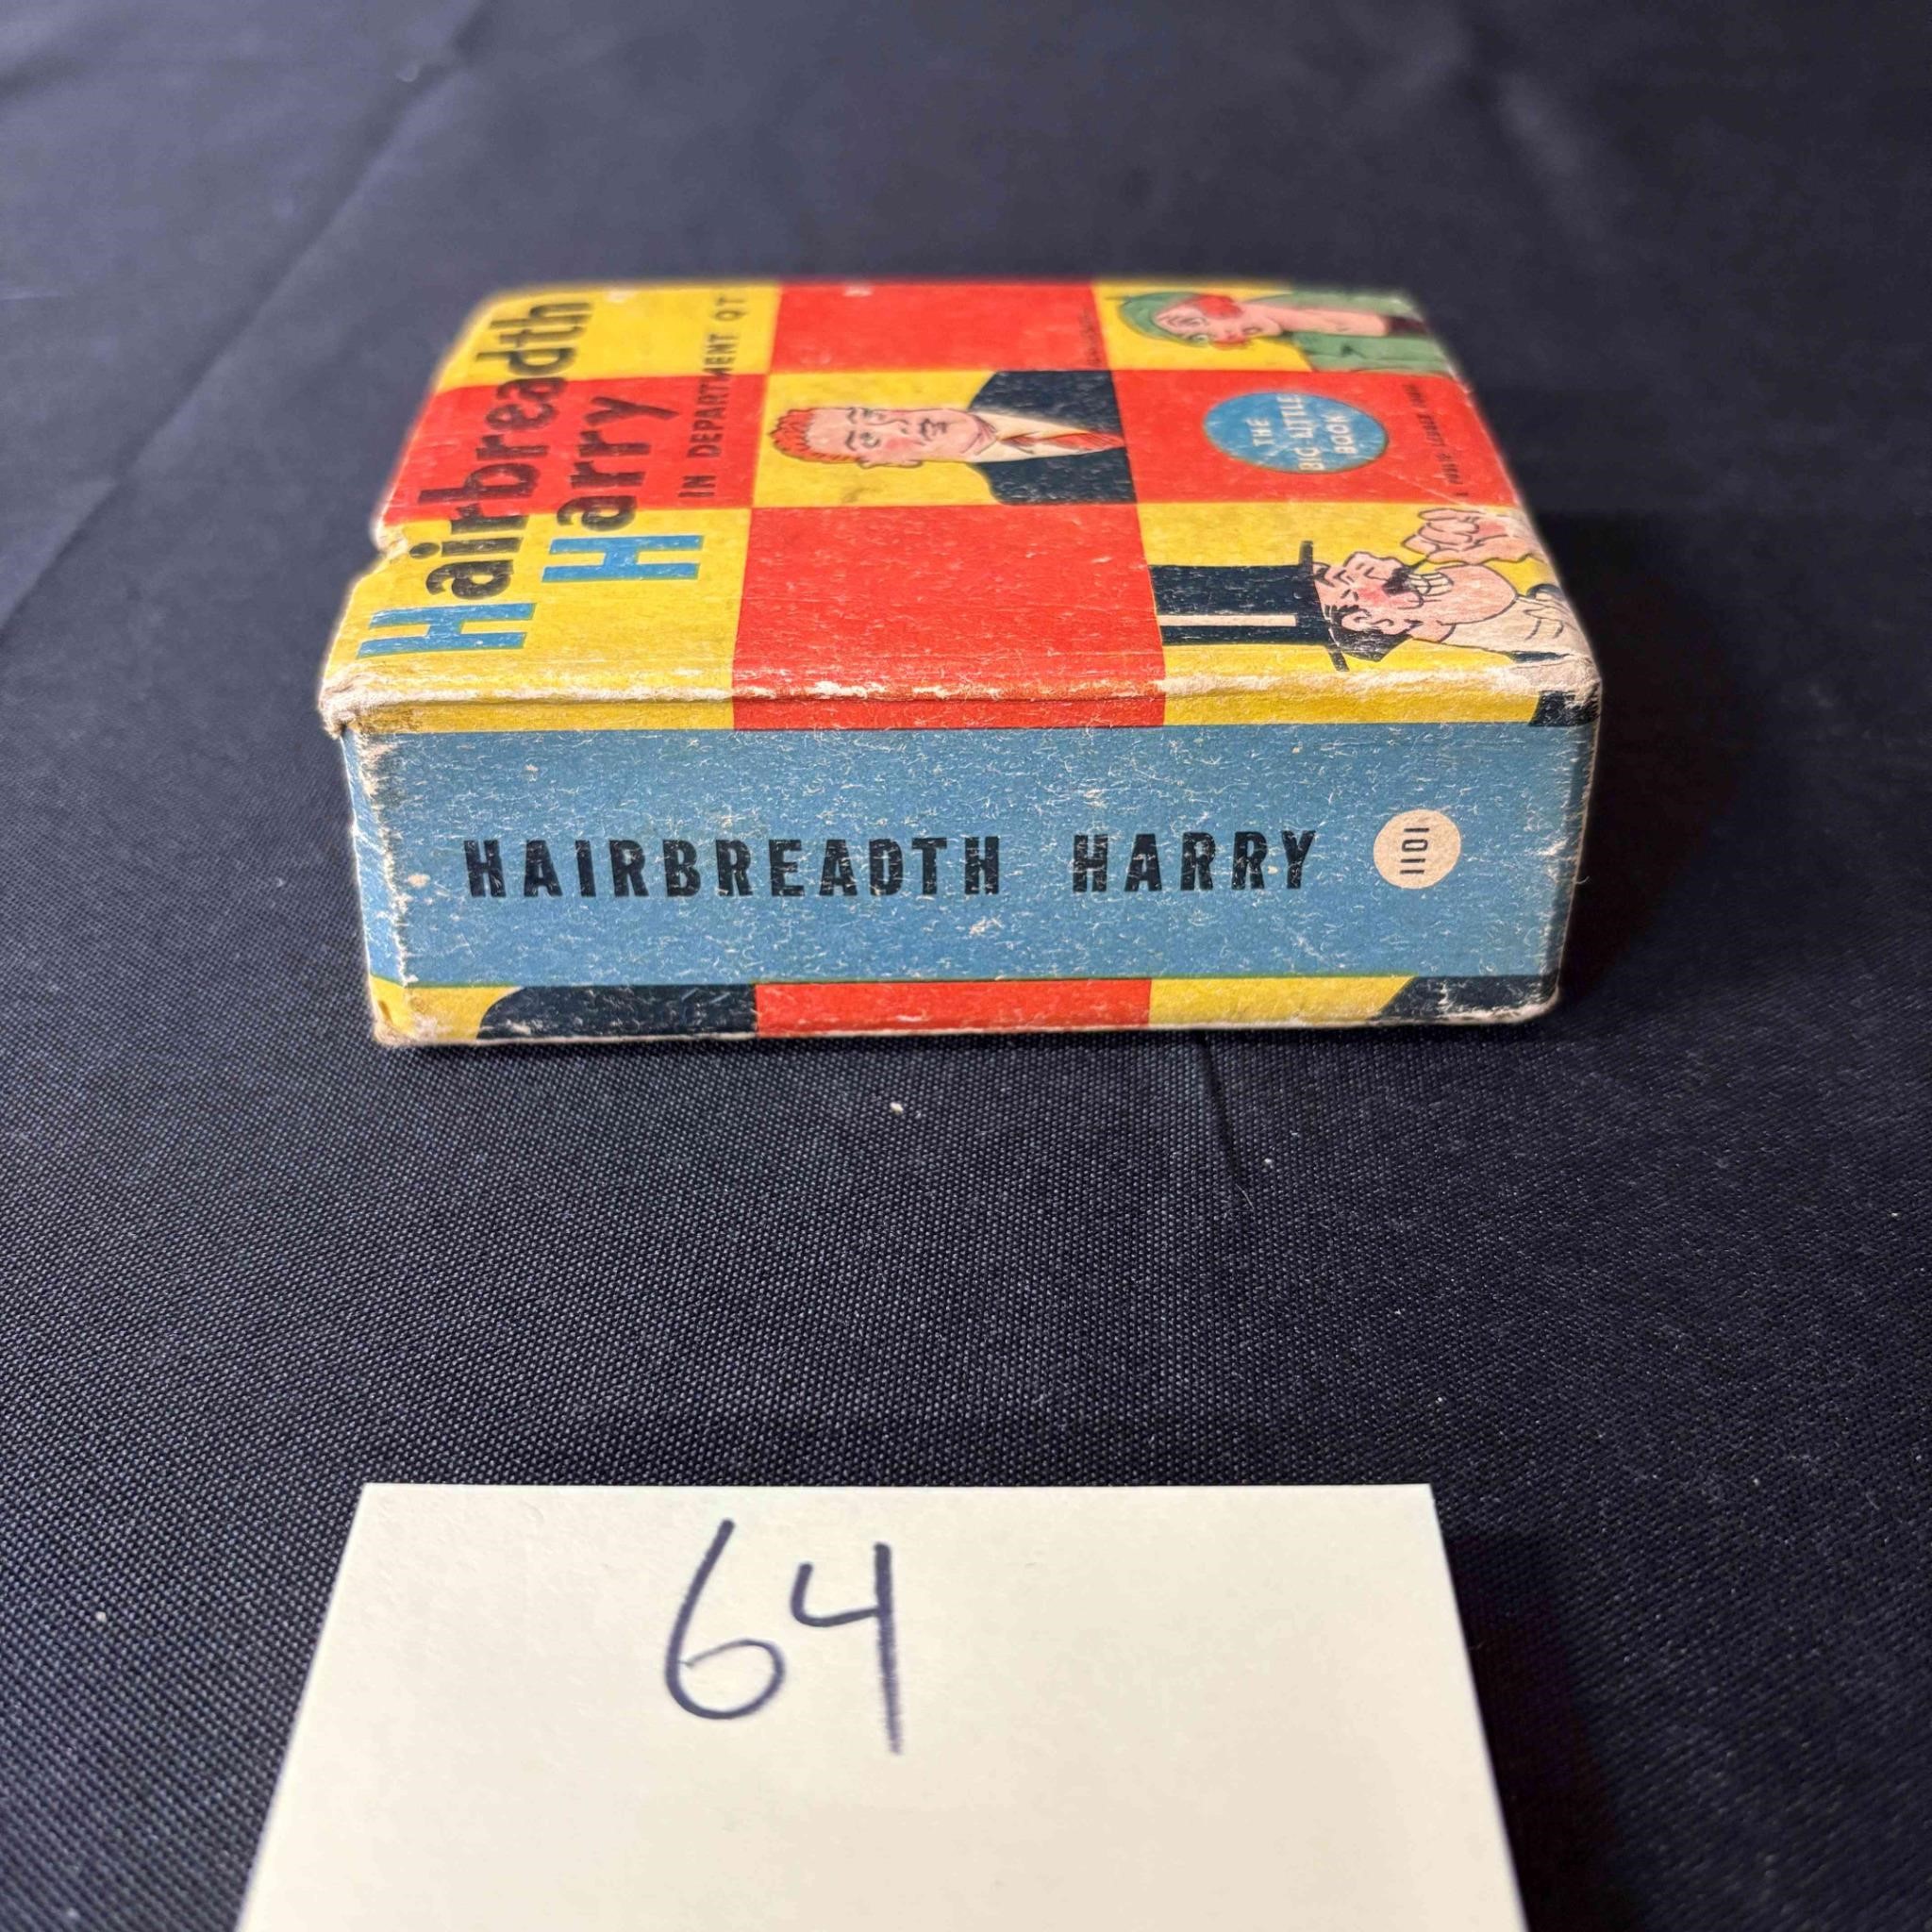 Hairbreadth
Harry
IN DEPARTMENT QT
THE
BIG LITTLE
BOOK
HAIRBREADTH HARRY
1101
64